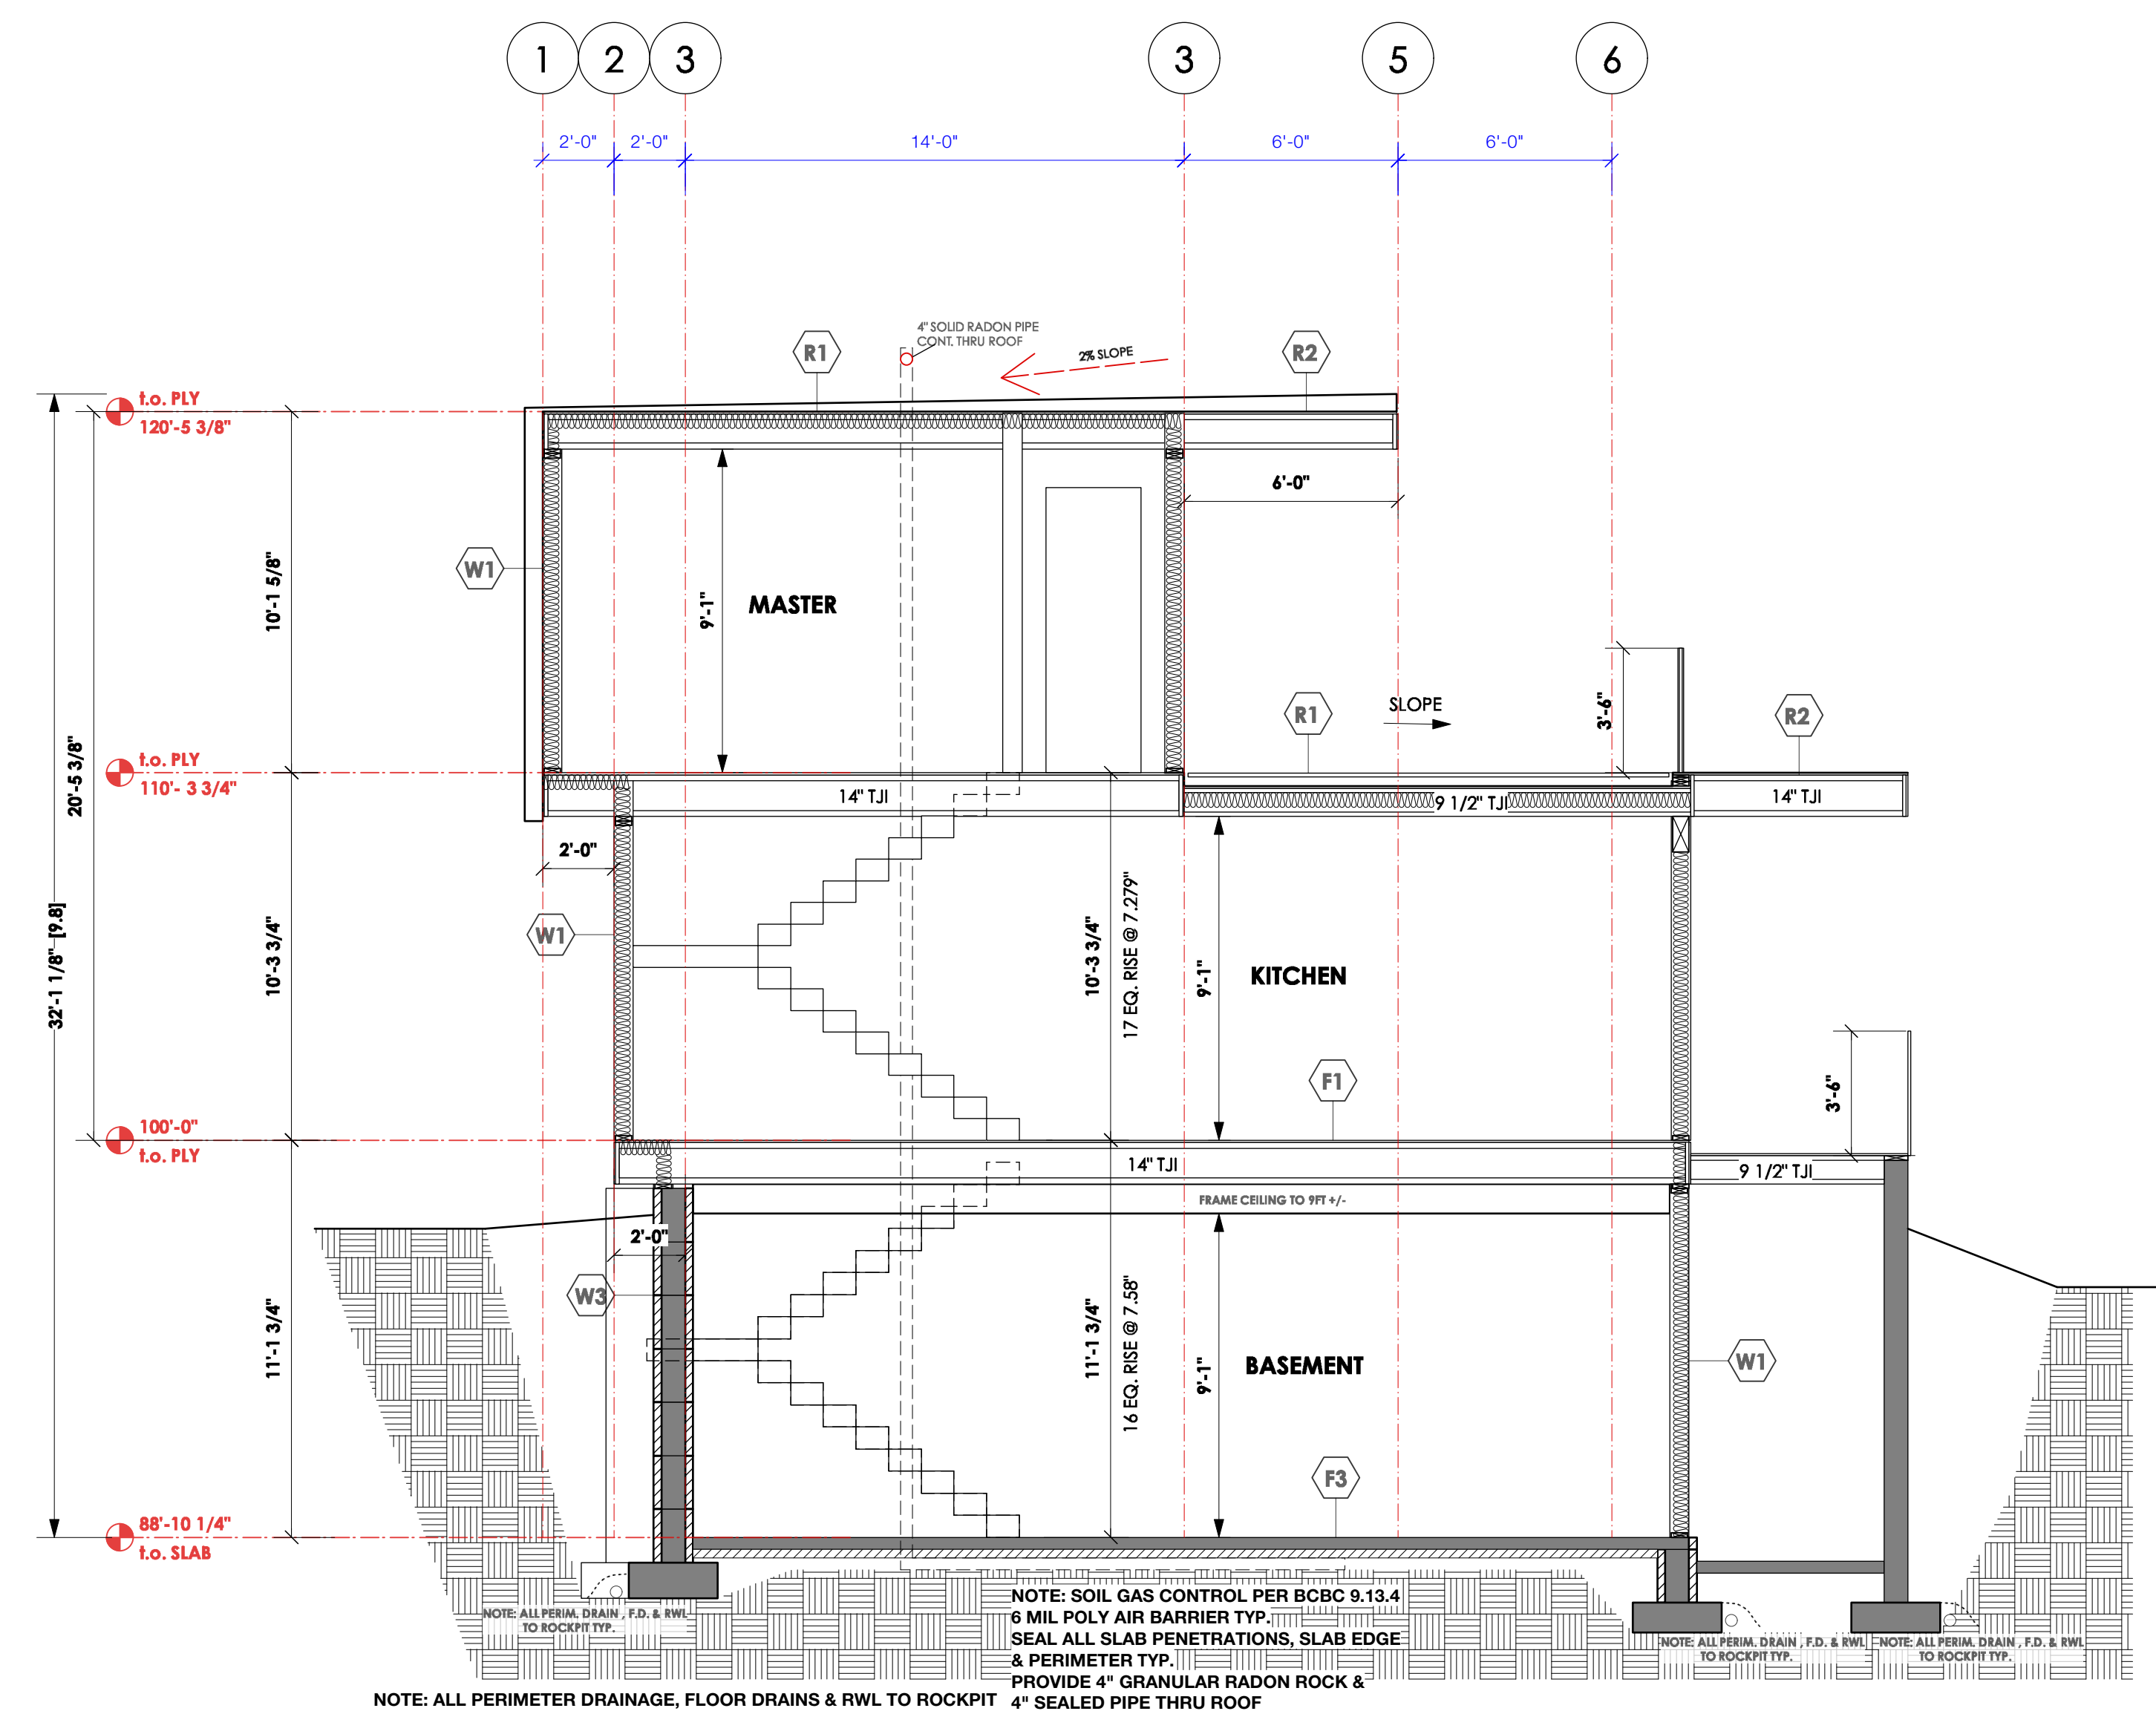 1 2 3 3 5 6
2'-0" 2'-0" 14'-0" 6'-0" 6'-0"
4" SOLID RADON PIPE
CONT. THRU ROOF
2% SLOPE
R1
R2
t.o. PLY
120'-5 3/8"
6'-0"
10'-1 5/8"
W1
9'-1"
MASTER
3'-6"
R1
SLOPE
R2
20'-5 3/8"
t.o. PLY
110'- 3 3/4"
14" TJI
9 1/2" TJI
14" TJI
2'-0"
32'-1 1/8" [9.8]
10'-3 3/4"
W1
10'-3 3/4"
17 EQ. RISE @ 7.279"
9'-1"
KITCHEN
F1
3'-6"
100'-0"
t.o. PLY
14" TJI
9 1/2" TJI
FRAME CEILING TO 9FT +/-
2'-0"
W3
11'-1 3/4"
11'-1 3/4"
16 EQ. RISE @ 7.58"
9'-1"
BASEMENT
W1
F3
88'-10 1/4"
t.o. SLAB
NOTE: ALL PERIM. DRAIN , F.D. & RWL
TO ROCKPIT TYP.
NOTE: SOIL GAS CONTROL PER BCBC 9.13.4
6 MIL POLY AIR BARRIER TYP.
SEAL ALL SLAB PENETRATIONS, SLAB EDGE
& PERIMETER TYP.
PROVIDE 4" GRANULAR RADON ROCK &
4" SEALED PIPE THRU ROOF
NOTE: ALL PERIM. DRAIN , F.D. & RWL
TO ROCKPIT TYP.
NOTE: ALL PERIM. DRAIN , F.D. & RWL
TO ROCKPIT TYP.
NOTE: ALL PERIMETER DRAINAGE, FLOOR DRAINS & RWL TO ROCKPIT